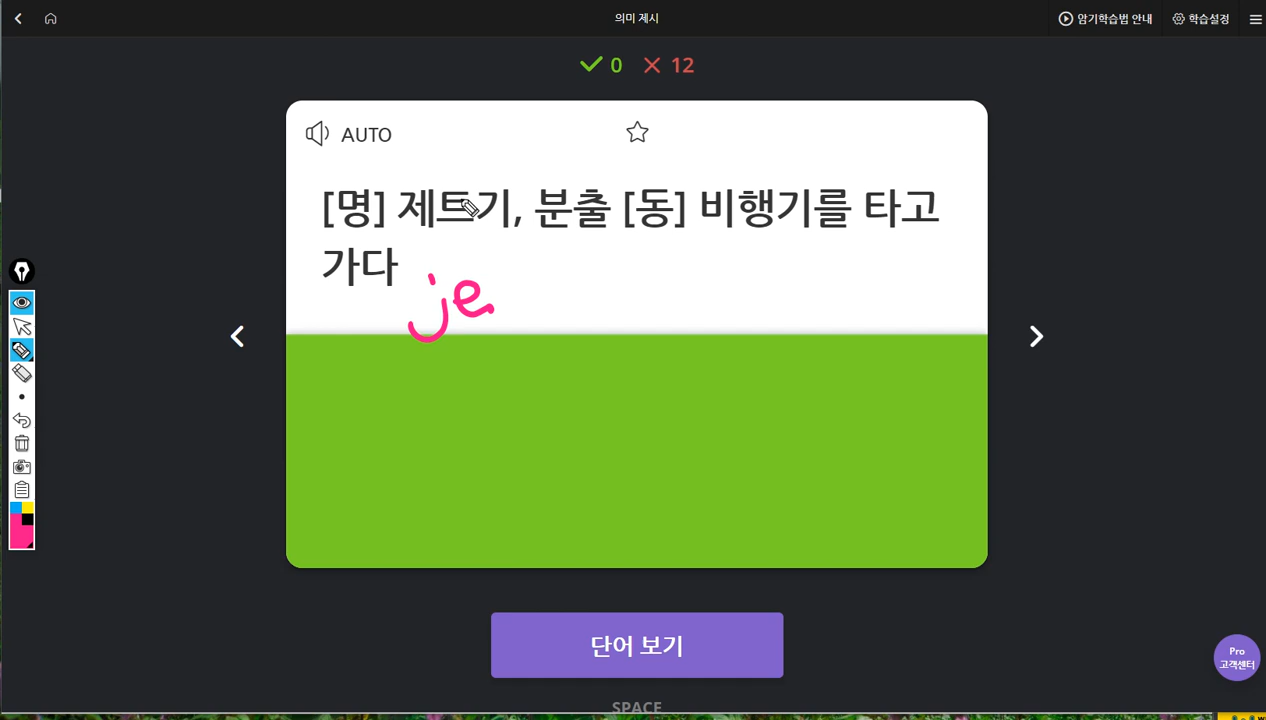 의미 제시
암기학습법 안내
학습설정
0
12
AUTO
[명] 제트기, 분출 [동] 비행기를 타고
가다
je
단어 보기
Pro
고객센터
SPACE